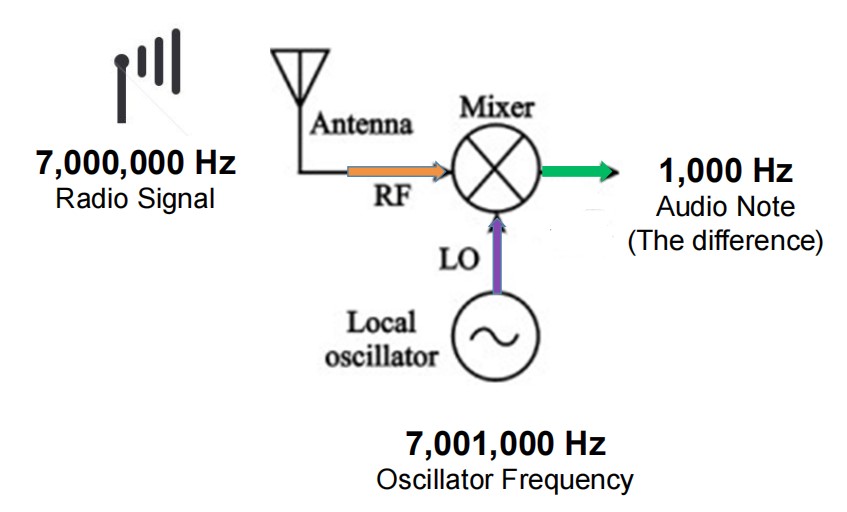 Mixer
Antenna
7,000,000 Hz
Radio Signal
RF
1,000 Hz
Audio Note
(The difference)
LO
Local
oscillator
7,001,000 Hz
Oscillator Frequency